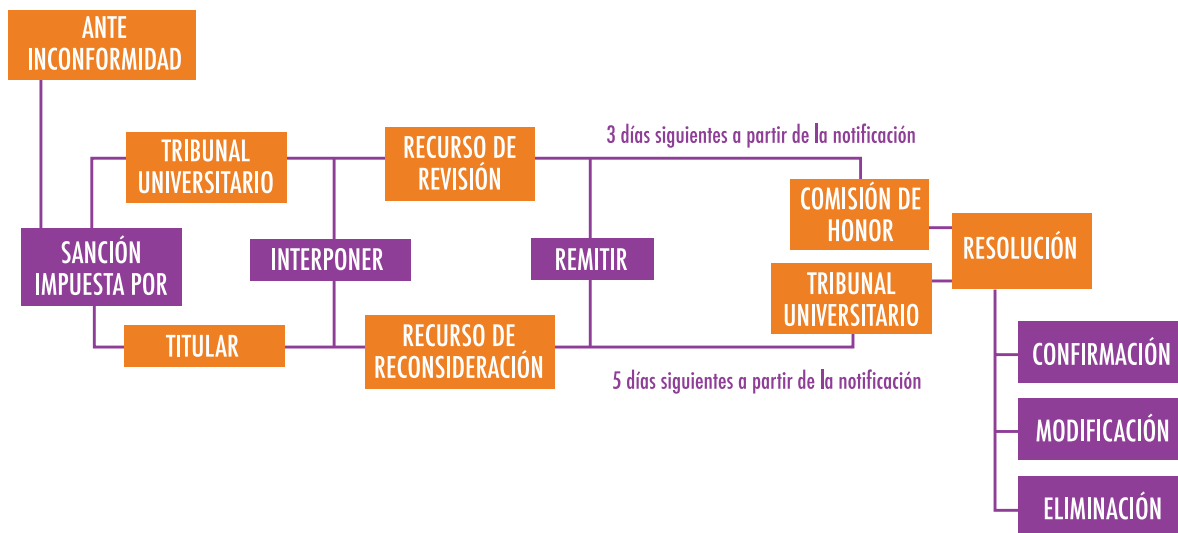 ANTE
INCONFORMIDAD
TRIBUNAL
UNIVERSITARIO
RECURSO DE
REVISIÓN
3 días siguientes a partir de la notificación
COMISIÓN DE
HONOR
SANCIÓN
IMPUESTA POR
INTERPONER
REMITIR
RESOLUCIÓN
TRIBUNAL
UNIVERSITARIO
TITULAR
RECURSO DE
RECONSIDERACIÓN
5 días siguientes a partir de la notificación
CONFIRMACIÓN
MODIFICACIÓN
ELIMINACIÓN